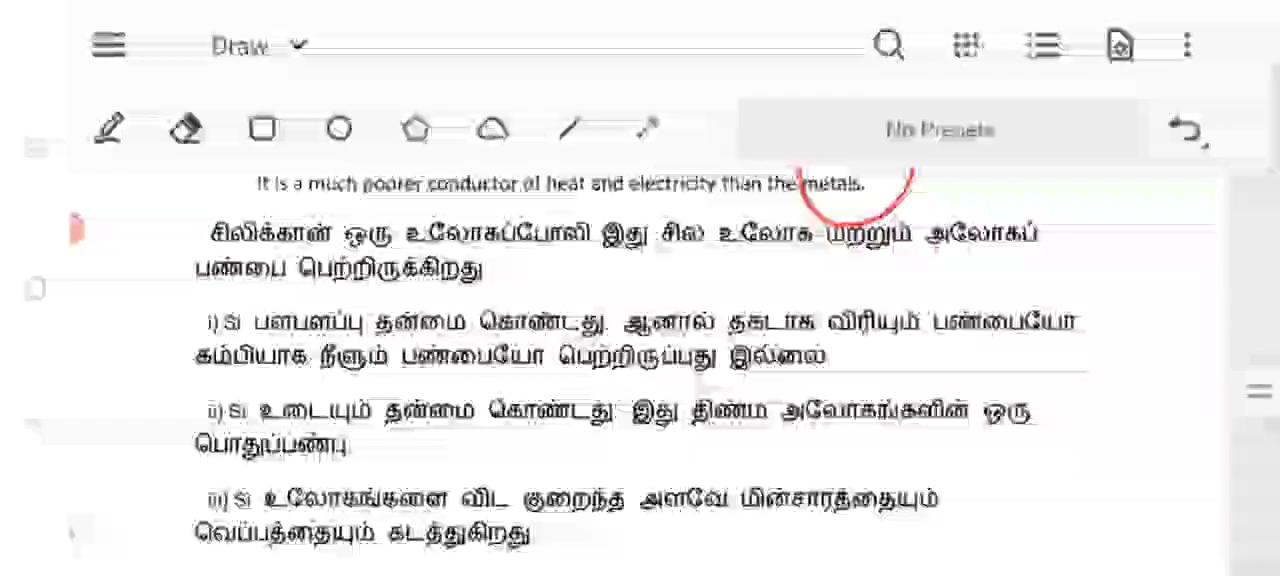 Draw
No Presets
It is a much poorer conductor of heat and electricity than the metals.
சிலிக்கான் ஒரு உலோகப்போலி இது சில உலோக மற்றும் அலோகப்
பண்பை பெற்றிருக்கிறது
i) Si பளபளப்பு தன்மை கொண்டது. ஆனால் தகடாக விரியும் பண்பையோ
கம்பியாக நீளும் பண்பையோ பெற்றிருப்பது இல்லை
ii) Si உடையும் தன்மை கொண்டது. இது திண்ம அலோகங்களின் ஒரு
பொதுப்பண்பு
iii) Si உலோகங்களை விட குறைந்த அளவே மின்சாரத்தையும்
வெப்பத்தையும் கடத்துகிறது